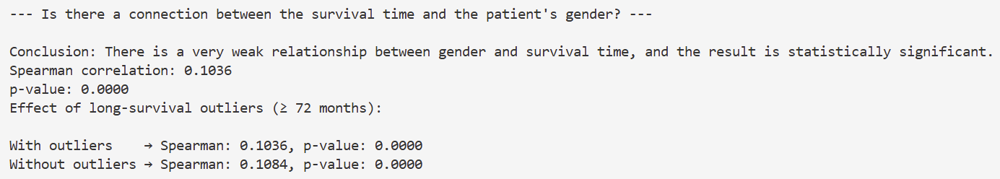 --- Is there a connection between the survival time and the patient's gender? ---
Conclusion: There is a very weak relationship between gender and survival time, and the result is statistically significant.
Spearman correlation: 0.1036
p-value: 0.0000
Effect of long-survival outliers (≥ 72 months):
With outliers    → Spearman: 0.1036, p-value: 0.0000
Without outliers → Spearman: 0.1084, p-value: 0.0000